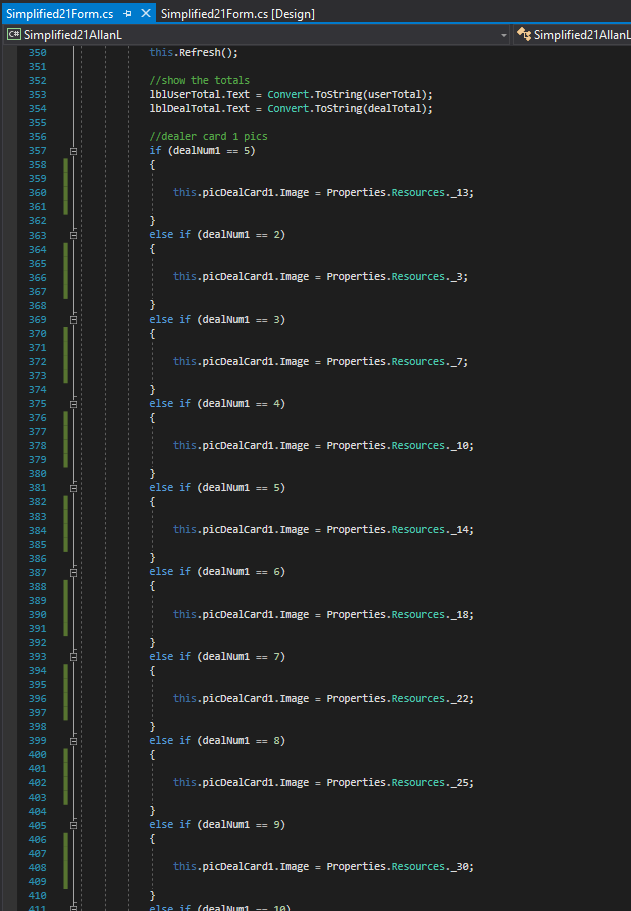 Simplified21Form.cs
Simplified21Form.cs [Design]
C# Simplified21AllanL
Simplified21AllanL
350 this.Refresh();
351
352 //show the totals
353 lblUserTotal.Text = Convert.ToString(userTotal);
354 lblDealTotal.Text = Convert.ToString(dealTotal);
355
356 //dealer card 1 pics
357 if (dealNum1 == 5)
358 {
359
360 this.picDealCard1.Image = Properties.Resources._13;
361
362 }
363 else if (dealNum1 == 2)
364 {
365
366 this.picDealCard1.Image = Properties.Resources._3;
367
368 }
369 else if (dealNum1 == 3)
370 {
371
372 this.picDealCard1.Image = Properties.Resources._7;
373
374 }
375 else if (dealNum1 == 4)
376 {
377
378 this.picDealCard1.Image = Properties.Resources._10;
379
380 }
381 else if (dealNum1 == 5)
382 {
383
384 this.picDealCard1.Image = Properties.Resources._14;
385
386 }
387 else if (dealNum1 == 6)
388 {
389
390 this.picDealCard1.Image = Properties.Resources._18;
391
392 }
393 else if (dealNum1 == 7)
394 {
395
396 this.picDealCard1.Image = Properties.Resources._22;
397
398 }
399 else if (dealNum1 == 8)
400 {
401
402 this.picDealCard1.Image = Properties.Resources._25;
403
404 }
405 else if (dealNum1 == 9)
406 {
407
408 this.picDealCard1.Image = Properties.Resources._30;
409
410 }
411 else if (dealNum1 == 10)